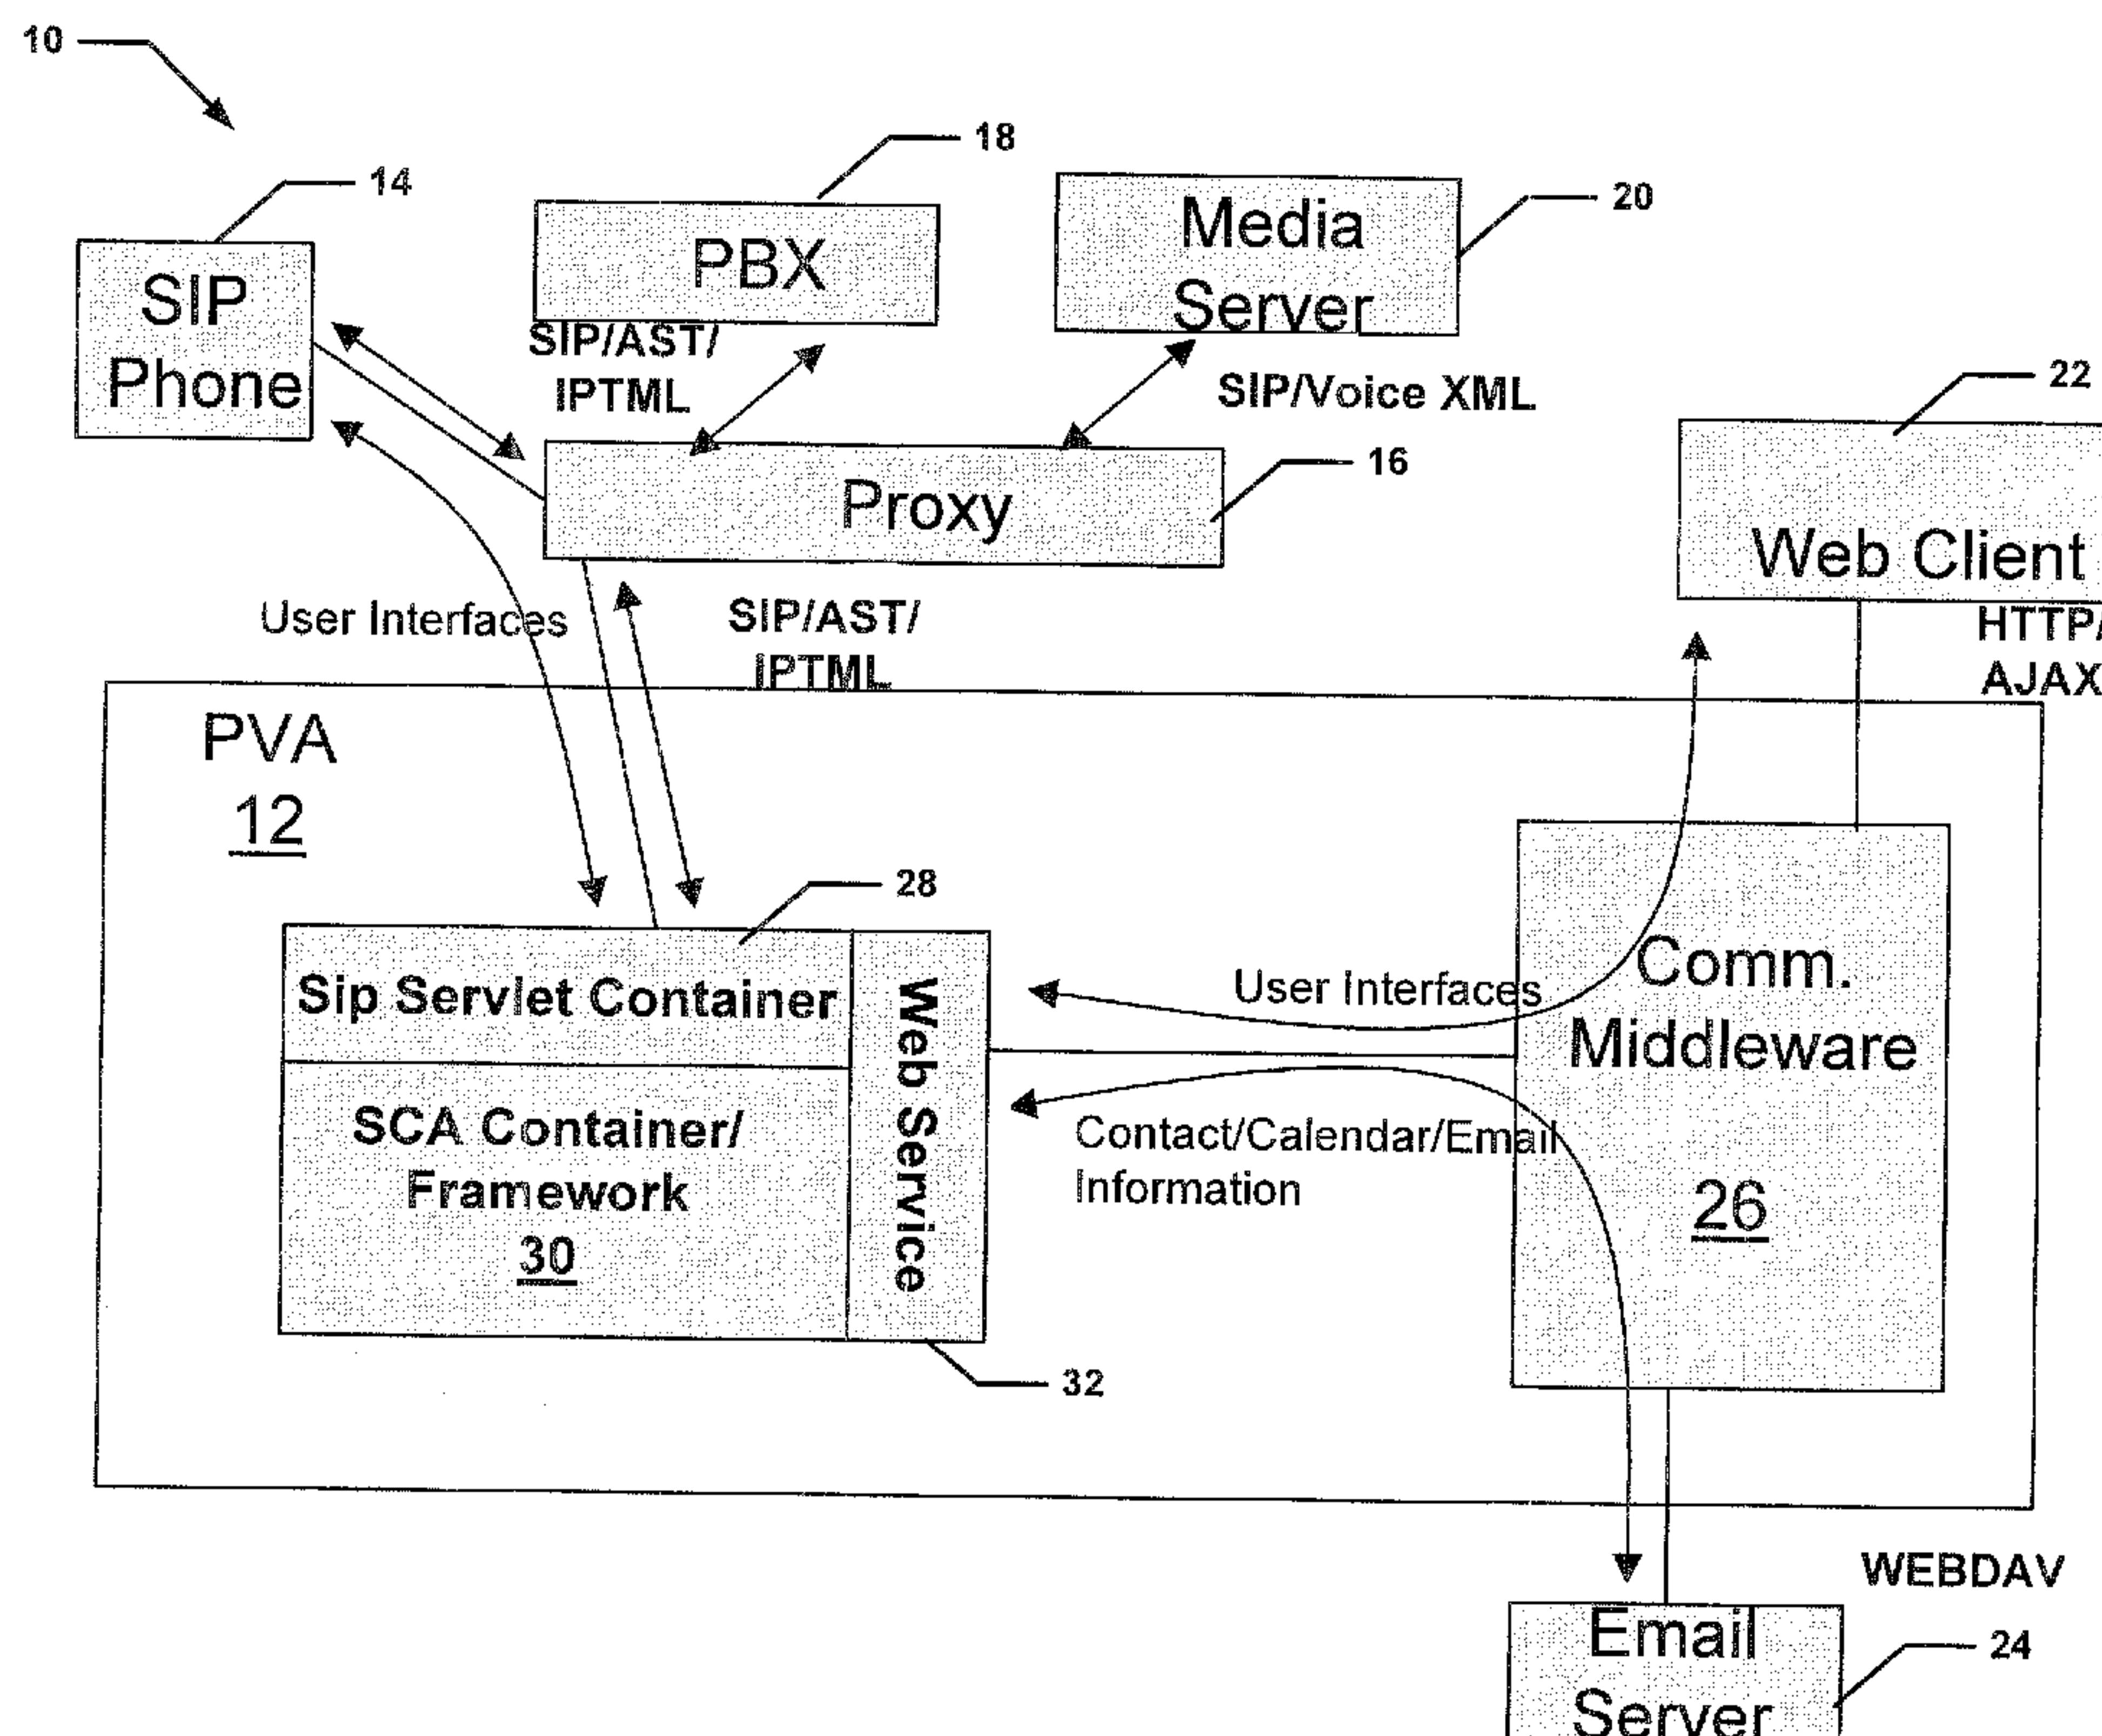 10
18
14
20
PBX
Media
Server
SIP
Phone
SIP/AST/
IPTML
SIP/Voice XML
22
16
Proxy
Web Client
HTTP/
AJAX
User Interfaces
SIP/AST/
IPTML
PVA
12
28
Sip Servlet Container
Web Service
User Interfaces
Comm.
Middleware
26
SCA Container/
Framework
30
Contact/Calendar/Email
Information
32
WEBDAV
Email
Server
24